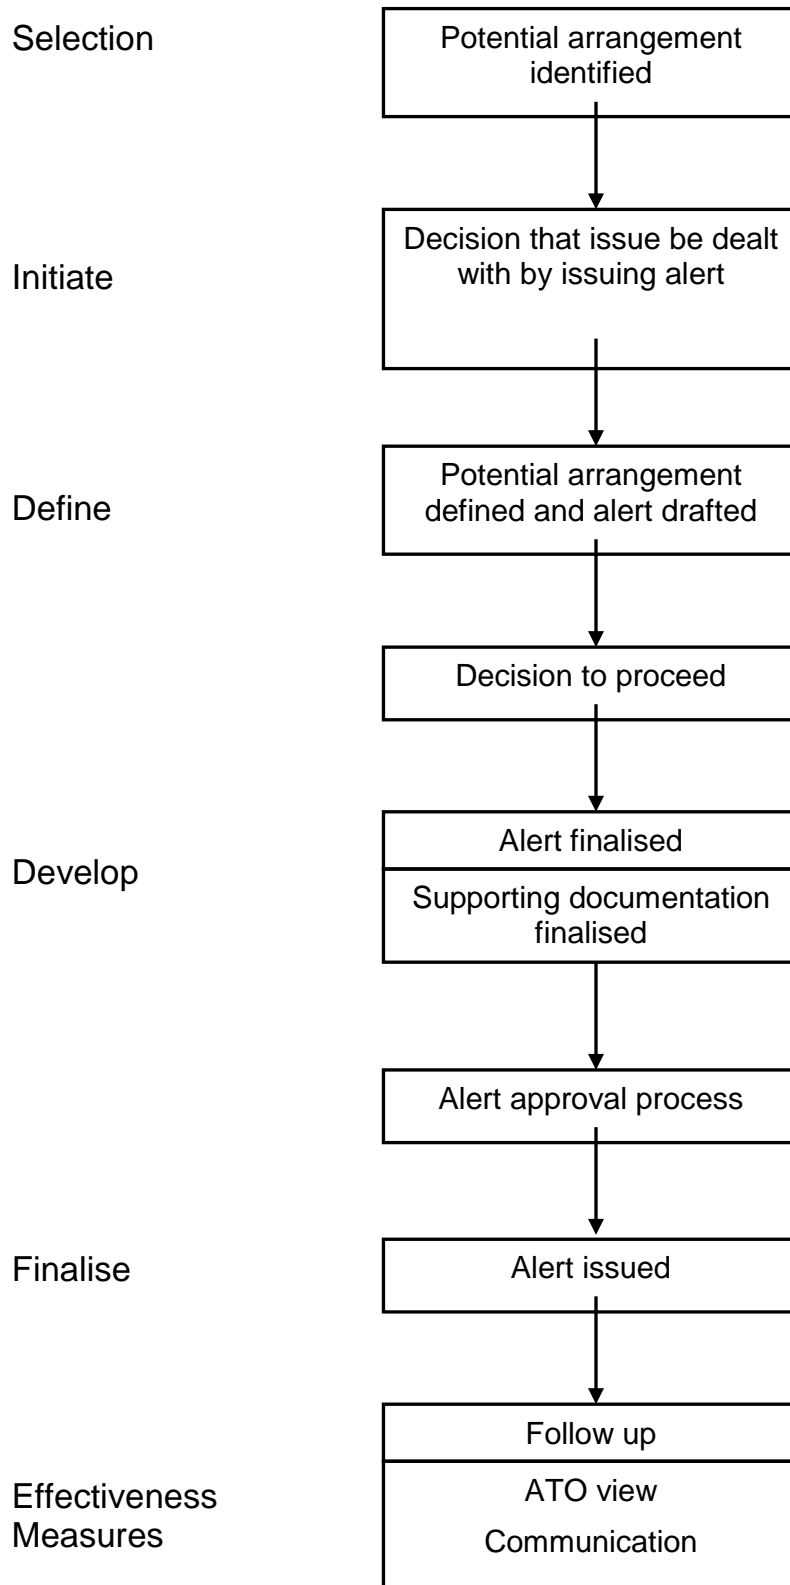 Selection
Potential arrangement
identified
Initiate
Decision that issue be dealt
with by issuing alert
Define
Potential arrangement
defined and alert drafted
Decision to proceed
Develop
Alert finalised
Supporting documentation
finalised
Alert approval process
Finalise
Alert issued
Effectiveness
Measures
Follow up
ATO view
Communication